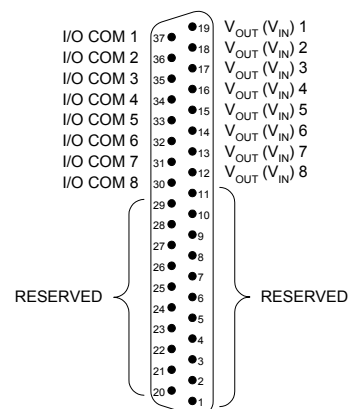 I/O COM 1 37 19 V_OUT (V_IN) 1
I/O COM 2 36 18 V_OUT (V_IN) 2
I/O COM 3 35 17 V_OUT (V_IN) 3
I/O COM 4 34 16 V_OUT (V_IN) 4
I/O COM 5 33 15 V_OUT (V_IN) 5
I/O COM 6 32 14 V_OUT (V_IN) 6
I/O COM 7 31 13 V_OUT (V_IN) 7
I/O COM 8 30 12 V_OUT (V_IN) 8
29 11
28 10
27 9
26 8
25 7
RESERVED 24 6 RESERVED
23 5
22 4
21 3
20 2
1